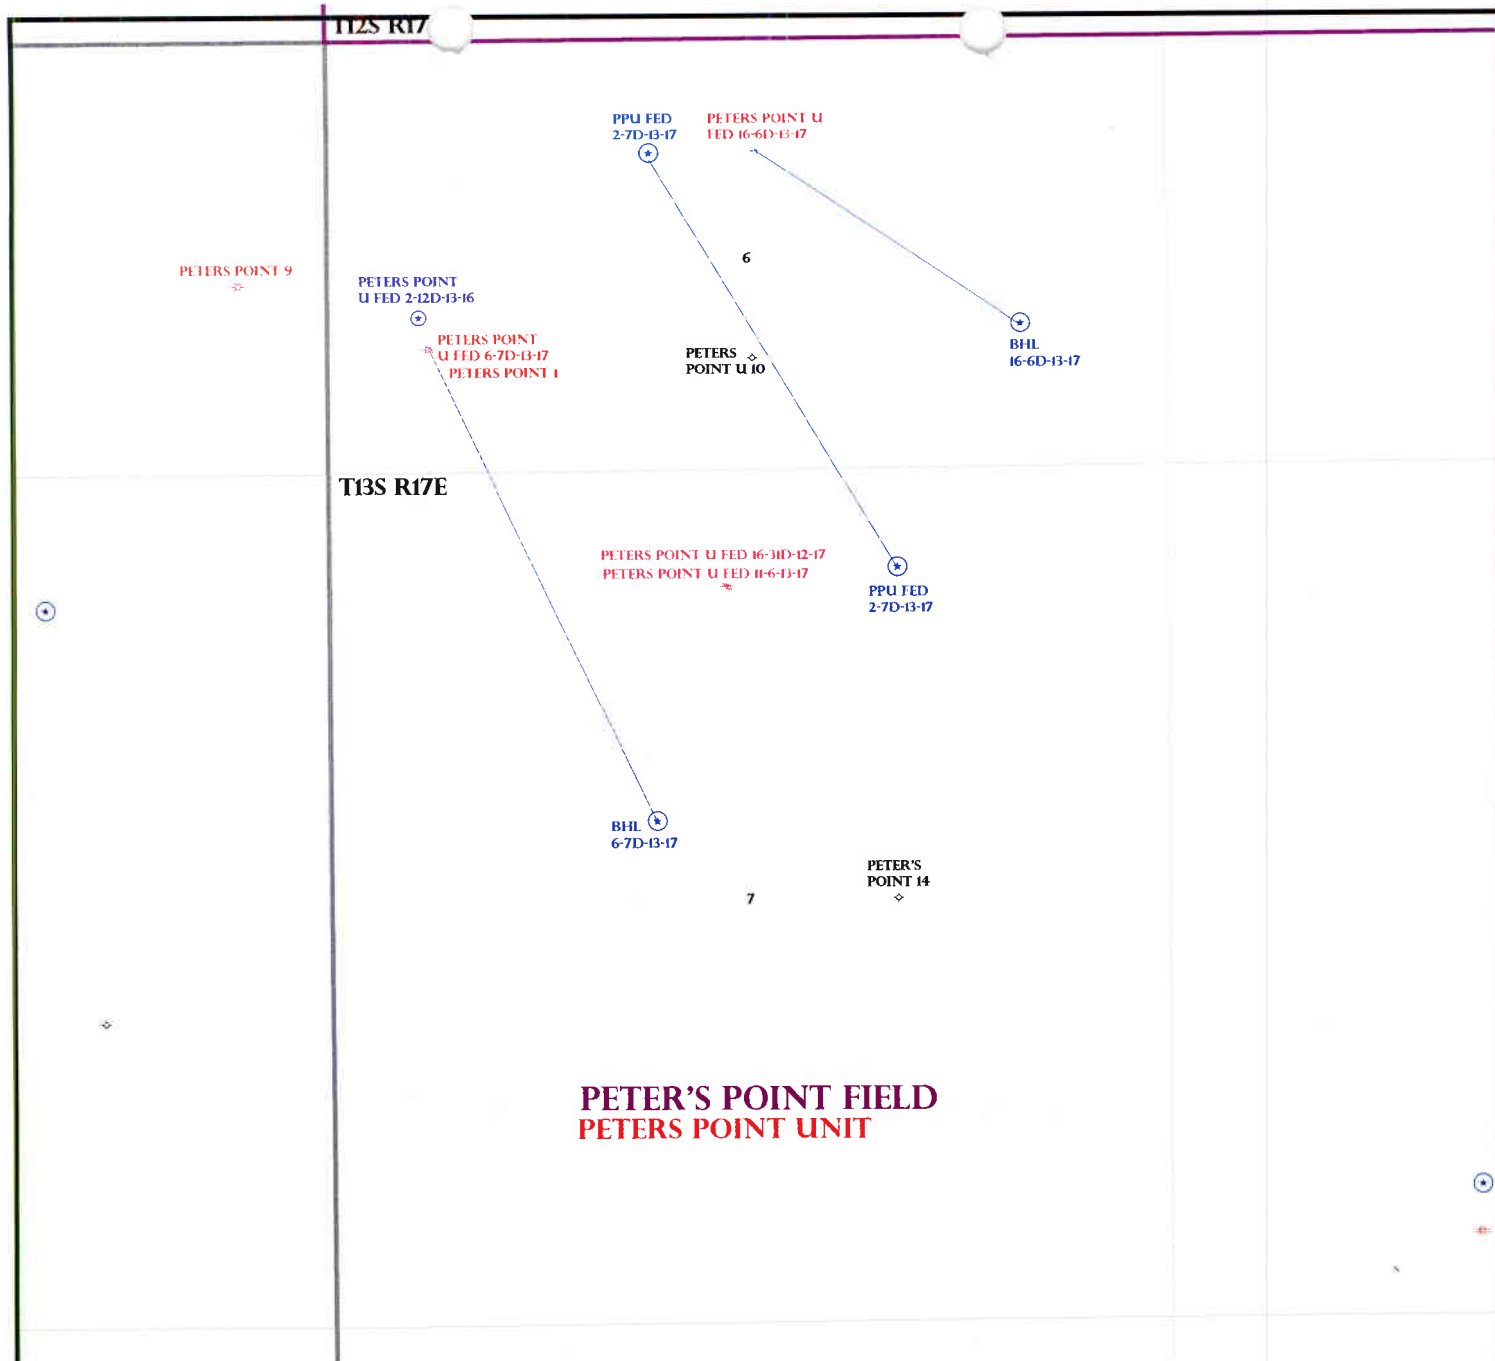 T12S R17
PPU FED
2-7D-13-17
PETERS POINT U
FED 16-6D-13-17
6
PETERS POINT 9
PETERS POINT
U FED 2-12D-13-16
PETERS POINT
U FED 6-7D-13-17
PETERS POINT 1
PETERS
POINT U 10
BHL
16-6D-13-17
T13S R17E
PETERS POINT U FED 16-31D-12-17
PETERS POINT U FED 11-6-13-17
PPU FED
2-7D-13-17
BHL
6-7D-13-17
PETER'S
POINT 14
7
PETER'S POINT FIELD
PETERS POINT UNIT